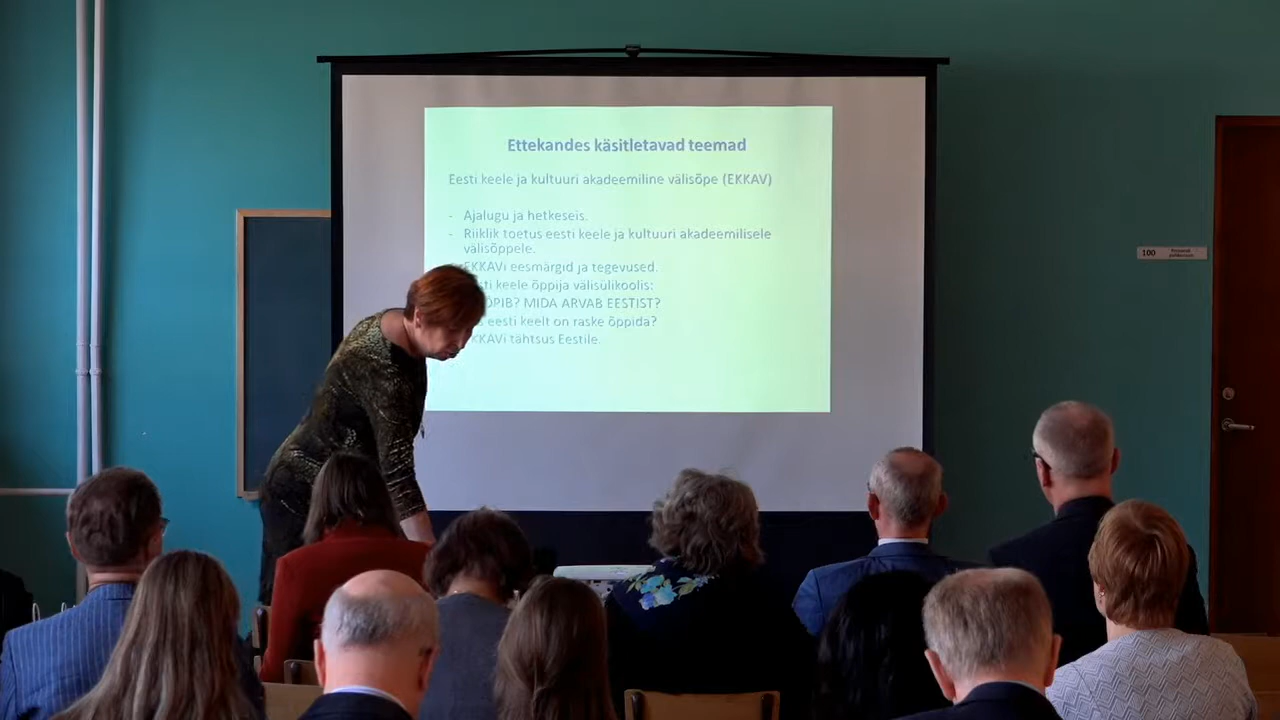 Ettekandes käsitletavad teemad
Eesti keele ja kultuuri akadeemiline välisõpe (EKKAV)
- Ajalugu ja hetkeseis.
- Riiklik toetus eesti keele ja kultuuri akadeemilisele
välisõppele.
EKKAVi eesmärgid ja tegevused.
keele õppija välisülikoolis:
MIDA ARVAB EESTIST?
eesti keelt on raske õppida?
tähtsus Eestile.
100